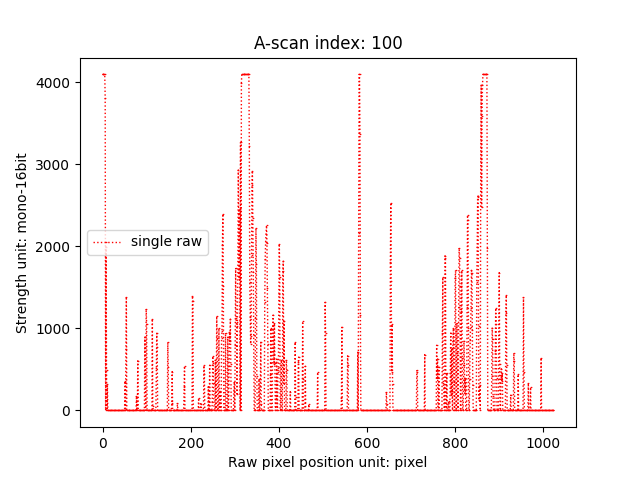 A-scan index: 100
Strength unit: mono-16bit
4000
3000
2000
1000
0
single raw
0
200
400
600
800
1000
Raw pixel position unit: pixel